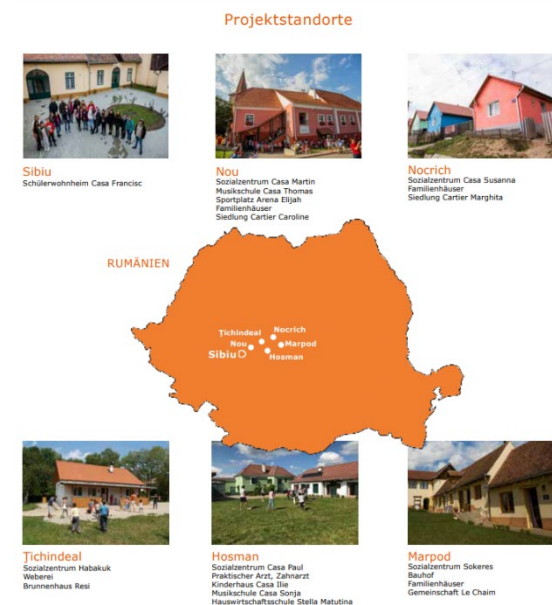 Projektstandorte
Sibiu
Schülerwohnheim Casa Francisc
Nou
Sozialzentrum Casa Martin
Musikschule Casa Thomas
Sportplatz Arena Elijah
Familienhäuser
Siedlung Cartier Caroline
Nocrich
Sozialzentrum Casa Susanna
Familienhäuser
Siedlung Cartier Marghita
RUMÄNIEN
Nocrich
Ţichindeal
Nou
Marpod
Sibiu
Hosman
Ţichindeal
Sozialzentrum Habakuk
Weberei
Brunnenhaus Resi
Hosman
Sozialzentrum Casa Paul
Praktischer Arzt, Zahnarzt
Kinderhaus Casa Ilie
Musikschule Casa Sonja
Hauswirtschaftsschule Stella Matutina
Marpod
Sozialzentrum Sokeres
Bauhof
Familienhäuser
Gemeinschaft Le Chaim